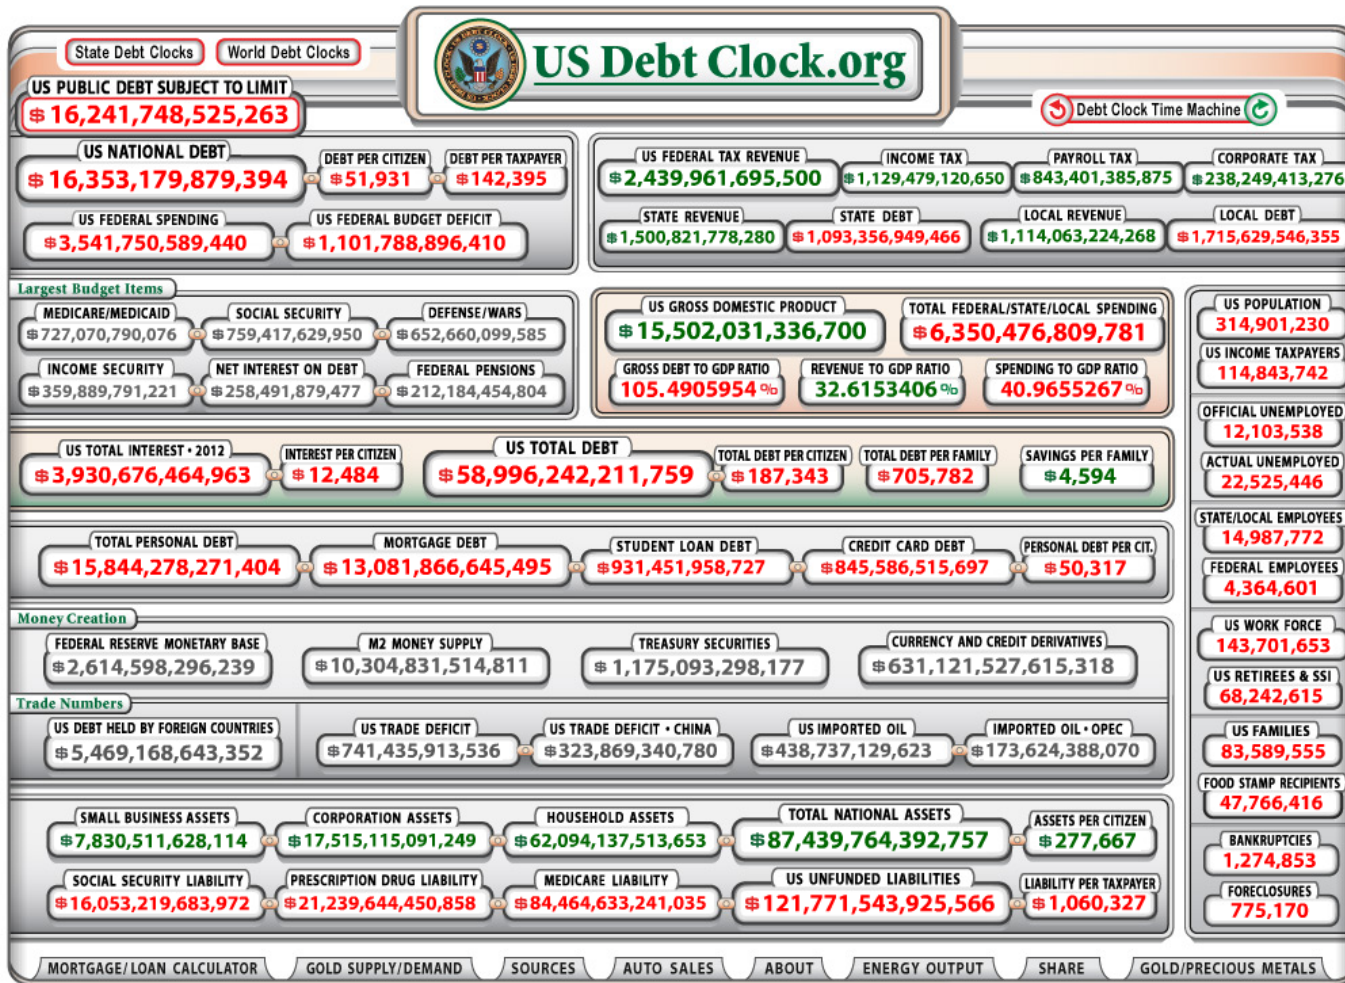 State Debt Clocks
World Debt Clocks
US Debt Clock.org
US PUBLIC DEBT SUBJECT TO LIMIT
$ 16,241,748,525,263
Debt Clock Time Machine
US NATIONAL DEBT
$ 16,353,179,879,394
DEBT PER CITIZEN
$ 51,931
DEBT PER TAXPAYER
$ 142,395
US FEDERAL SPENDING
$ 3,541,750,589,440
US FEDERAL BUDGET DEFICIT
$ 1,101,788,896,410
US FEDERAL TAX REVENUE
$ 2,439,961,695,500
INCOME TAX
$ 1,129,479,120,650
PAYROLL TAX
$ 843,401,385,875
CORPORATE TAX
$ 238,249,413,276
STATE REVENUE
$ 1,500,821,778,280
STATE DEBT
$ 1,093,356,949,466
LOCAL REVENUE
$ 1,114,063,224,268
LOCAL DEBT
$ 1,715,629,546,355
Largest Budget Items
MEDICARE/MEDICAID
$ 727,070,790,076
SOCIAL SECURITY
$ 759,417,629,950
DEFENSE/WARS
$ 652,660,099,585
INCOME SECURITY
$ 359,889,791,221
NET INTEREST ON DEBT
$ 258,491,879,477
FEDERAL PENSIONS
$ 212,184,454,804
US GROSS DOMESTIC PRODUCT
$ 15,502,031,336,700
TOTAL FEDERAL/STATE/LOCAL SPENDING
$ 6,350,476,809,781
GROSS DEBT TO GDP RATIO
105.4905954 %
REVENUE TO GDP RATIO
32.6153406 %
SPENDING TO GDP RATIO
40.9655267 %
US TOTAL INTEREST • 2012
$ 3,930,676,464,963
INTEREST PER CITIZEN
$ 12,484
US TOTAL DEBT
$ 58,996,242,211,759
TOTAL DEBT PER CITIZEN
$ 187,343
TOTAL DEBT PER FAMILY
$ 705,782
SAVINGS PER FAMILY
$ 4,594
TOTAL PERSONAL DEBT
$ 15,844,278,271,404
MORTGAGE DEBT
$ 13,081,866,645,495
STUDENT LOAN DEBT
$ 931,451,958,727
CREDIT CARD DEBT
$ 845,586,515,697
PERSONAL DEBT PER CIT.
$ 50,317
Money Creation
FEDERAL RESERVE MONETARY BASE
$ 2,614,598,296,239
M2 MONEY SUPPLY
$ 10,304,831,514,811
TREASURY SECURITIES
$ 1,175,093,298,177
CURRENCY AND CREDIT DERIVATIVES
$ 631,121,527,615,318
Trade Numbers
US DEBT HELD BY FOREIGN COUNTRIES
$ 5,469,168,643,352
US TRADE DEFICIT
$ 741,435,913,536
US TRADE DEFICIT • CHINA
$ 323,869,340,780
US IMPORTED OIL
$ 438,737,129,623
IMPORTED OIL • OPEC
$ 173,624,388,070
SMALL BUSINESS ASSETS
$ 7,830,511,628,114
CORPORATION ASSETS
$ 17,515,115,091,249
HOUSEHOLD ASSETS
$ 62,094,137,513,653
TOTAL NATIONAL ASSETS
$ 87,439,764,392,757
ASSETS PER CITIZEN
$ 277,667
SOCIAL SECURITY LIABILITY
$ 16,053,219,683,972
PRESCRIPTION DRUG LIABILITY
$ 21,239,644,450,858
MEDICARE LIABILITY
$ 84,464,633,241,035
US UNFUNDED LIABILITIES
$ 121,771,543,925,566
LIABILITY PER TAXPAYER
$ 1,060,327
US POPULATION
314,901,230
US INCOME TAXPAYERS
114,843,742
OFFICIAL UNEMPLOYED
12,103,538
ACTUAL UNEMPLOYED
22,525,446
STATE/LOCAL EMPLOYEES
14,987,772
FEDERAL EMPLOYEES
4,364,601
US WORK FORCE
143,701,653
US RETIREES & SSI
68,242,615
US FAMILIES
83,589,555
FOOD STAMP RECIPIENTS
47,766,416
BANKRUPTCIES
1,274,853
FORECLOSURES
775,170
MORTGAGE/LOAN CALCULATOR
GOLD SUPPLY/DEMAND
SOURCES
AUTO SALES
ABOUT
ENERGY OUTPUT
SHARE
GOLD/PRECIOUS METALS